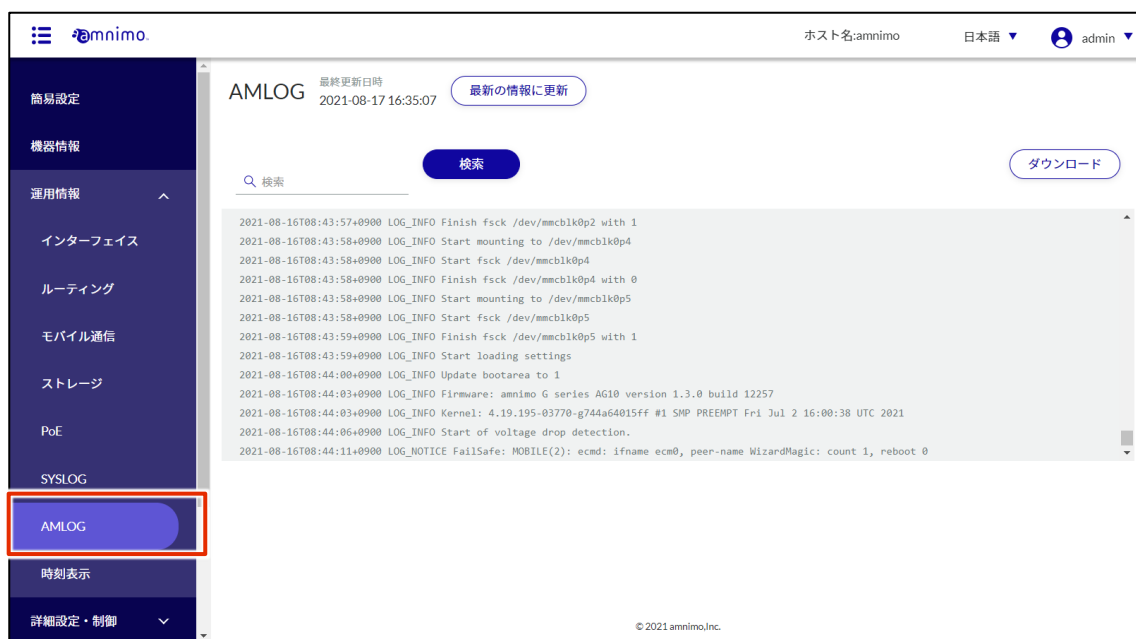 amnimo.
ホスト名:amnimo
日本語 ▼
admin ▼
簡易設定
機器情報
運用情報
インターフェイス
ルーティング
モバイル通信
ストレージ
PoE
SYSLOG
AMLOG
時刻表示
詳細設定・制御
AMLOG
最終更新日時
2021-08-17 16:35:07
最新の情報に更新
検索
検索
ダウンロード
2021-08-16T08:43:57+0900 LOG_INFO Finish fsck /dev/mmcblk0p2 with 1
2021-08-16T08:43:58+0900 LOG_INFO Start mounting to /dev/mmcblk0p4
2021-08-16T08:43:58+0900 LOG_INFO Start fsck /dev/mmcblk0p4
2021-08-16T08:43:58+0900 LOG_INFO Finish fsck /dev/mmcblk0p4 with 0
2021-08-16T08:43:58+0900 LOG_INFO Start mounting to /dev/mmcblk0p5
2021-08-16T08:43:58+0900 LOG_INFO Start fsck /dev/mmcblk0p5
2021-08-16T08:43:59+0900 LOG_INFO Finish fsck /dev/mmcblk0p5 with 1
2021-08-16T08:43:59+0900 LOG_INFO Start loading settings
2021-08-16T08:44:00+0900 LOG_INFO Update bootarea to 1
2021-08-16T08:44:03+0900 LOG_INFO Firmware: amnimo G series AG10 version 1.3.0 build 12257
2021-08-16T08:44:03+0900 LOG_INFO Kernel: 4.19.195-03770-g744a64015ff #1 SMP PREEMPT Fri Jul 2 16:00:38 UTC 2021
2021-08-16T08:44:06+0900 LOG_INFO Start of voltage drop detection.
2021-08-16T08:44:11+0900 LOG_NOTICE FailSafe: MOBILE(2): ecmd: ifname ecm0, peer-name WizardMagic: count 1, reboot 0
© 2021 amnimo,Inc.